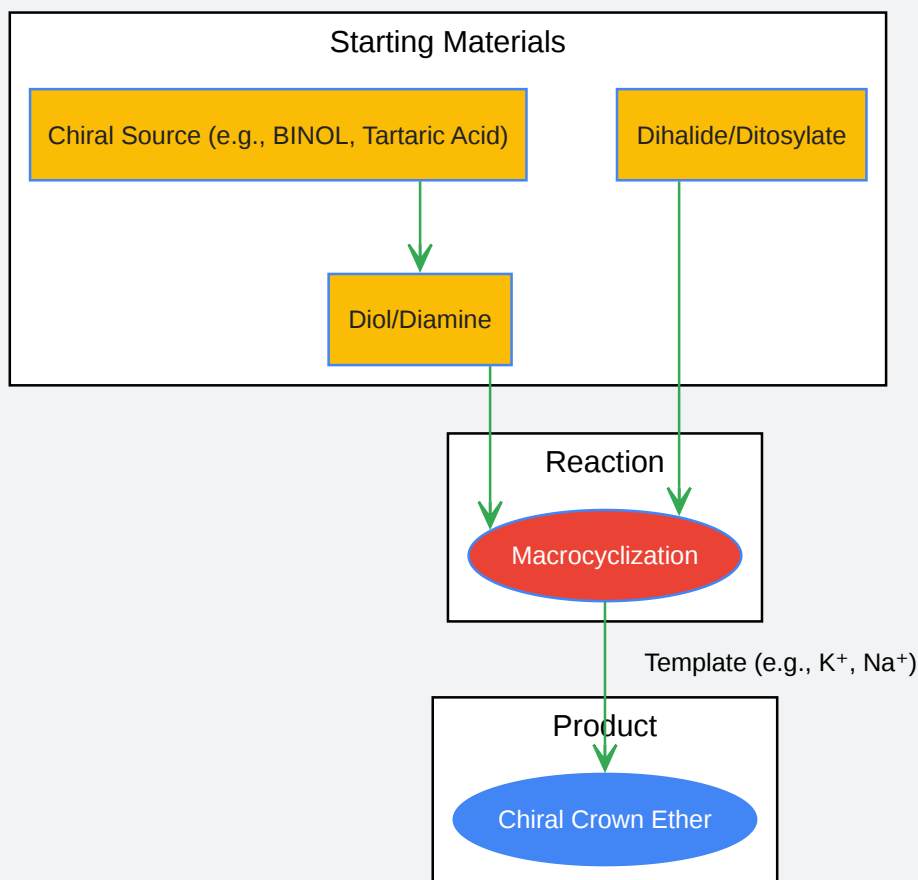 Starting Materials
Chiral Source (e.g., BINOL, Tartaric Acid)
Dihalide/Ditosylate
Diol/Diamine
Reaction
Macrocyclization
Template (e.g., K⁺, Na⁺)
Product
Chiral Crown Ether